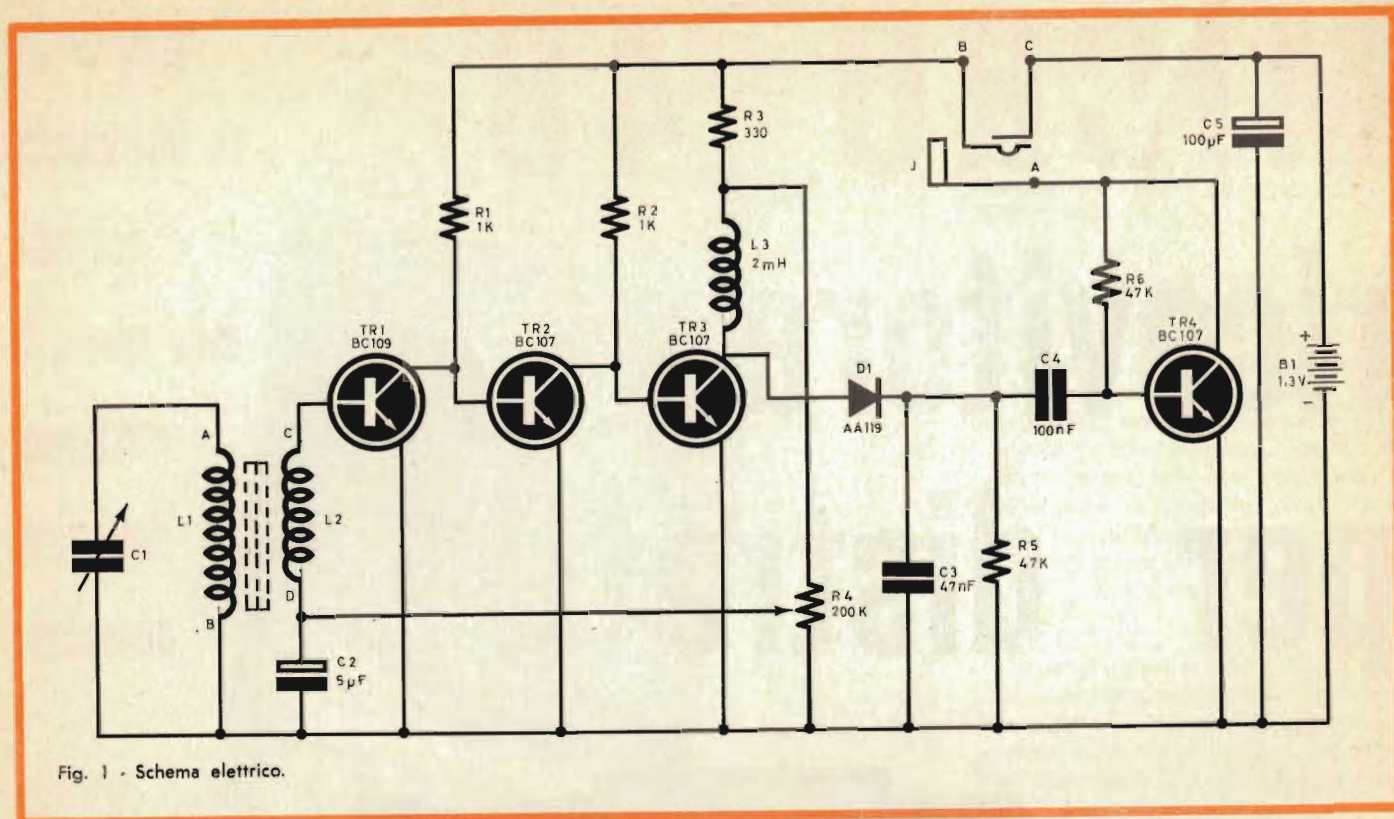 B
C
R3
330
C5
100µF
J
A
R1
1K
R2
1K
L3
2mH
R6
47K
TR1
BC109
TR2
BC107
TR3
BC107
TR4
BC107
+
B1
1,3V
-
D1
AA119
C4
100nF
A
C
L1
L2
C1
B
D
R4
200K
C3
47nF
R5
47K
C2
5µF
Fig. 1 - Schema elettrico.